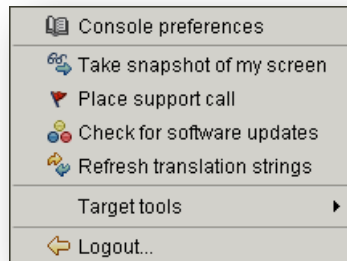 Console preferences
Take snapshot of my screen
Place support call
Check for software updates
Refresh translation strings
Target tools
Logout...